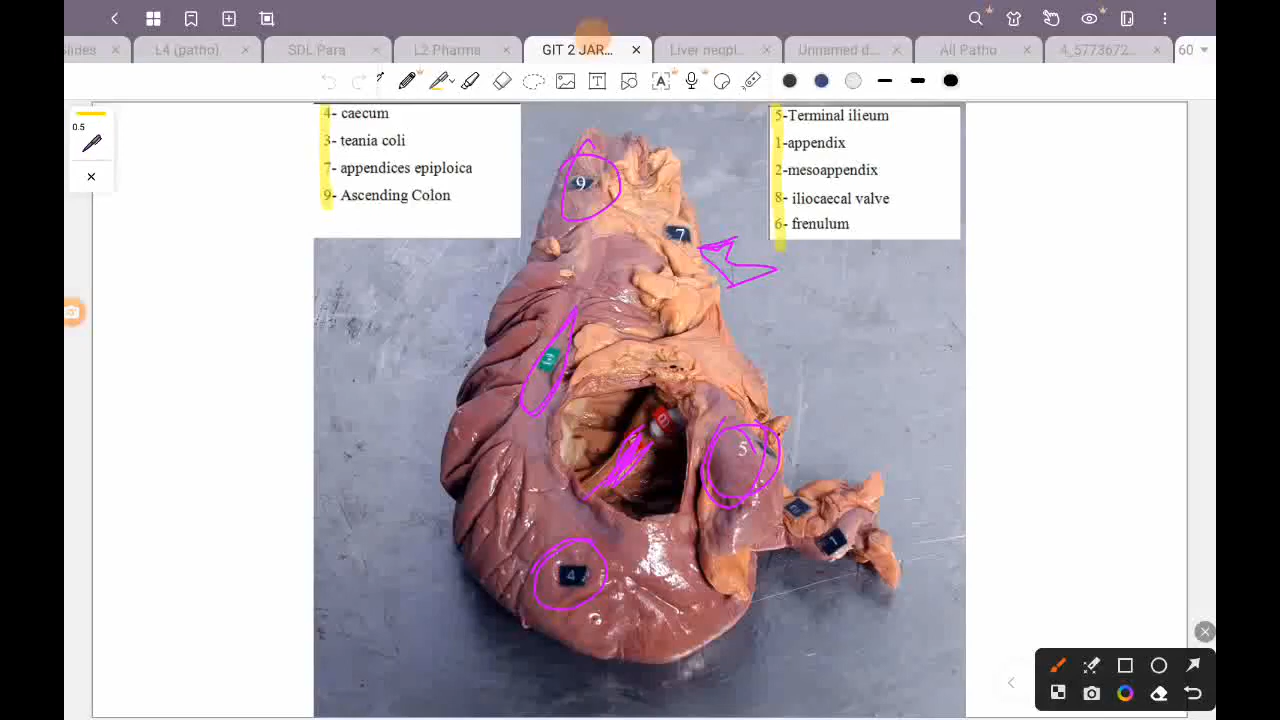 Slides
L4 (patho)
SDL Para
L2 Pharma
GIT 2 JAR...
Liver neopl...
Unnamed d...
All Patho
4_5773672...
60
0.5
4- caecum
3- teania coli
7- appendices epiploica
9- Ascending Colon
5-Terminal ilieum
1-appendix
2-mesoappendix
8- iliocaecal valve
6- frenulum
9
7
5
4
1